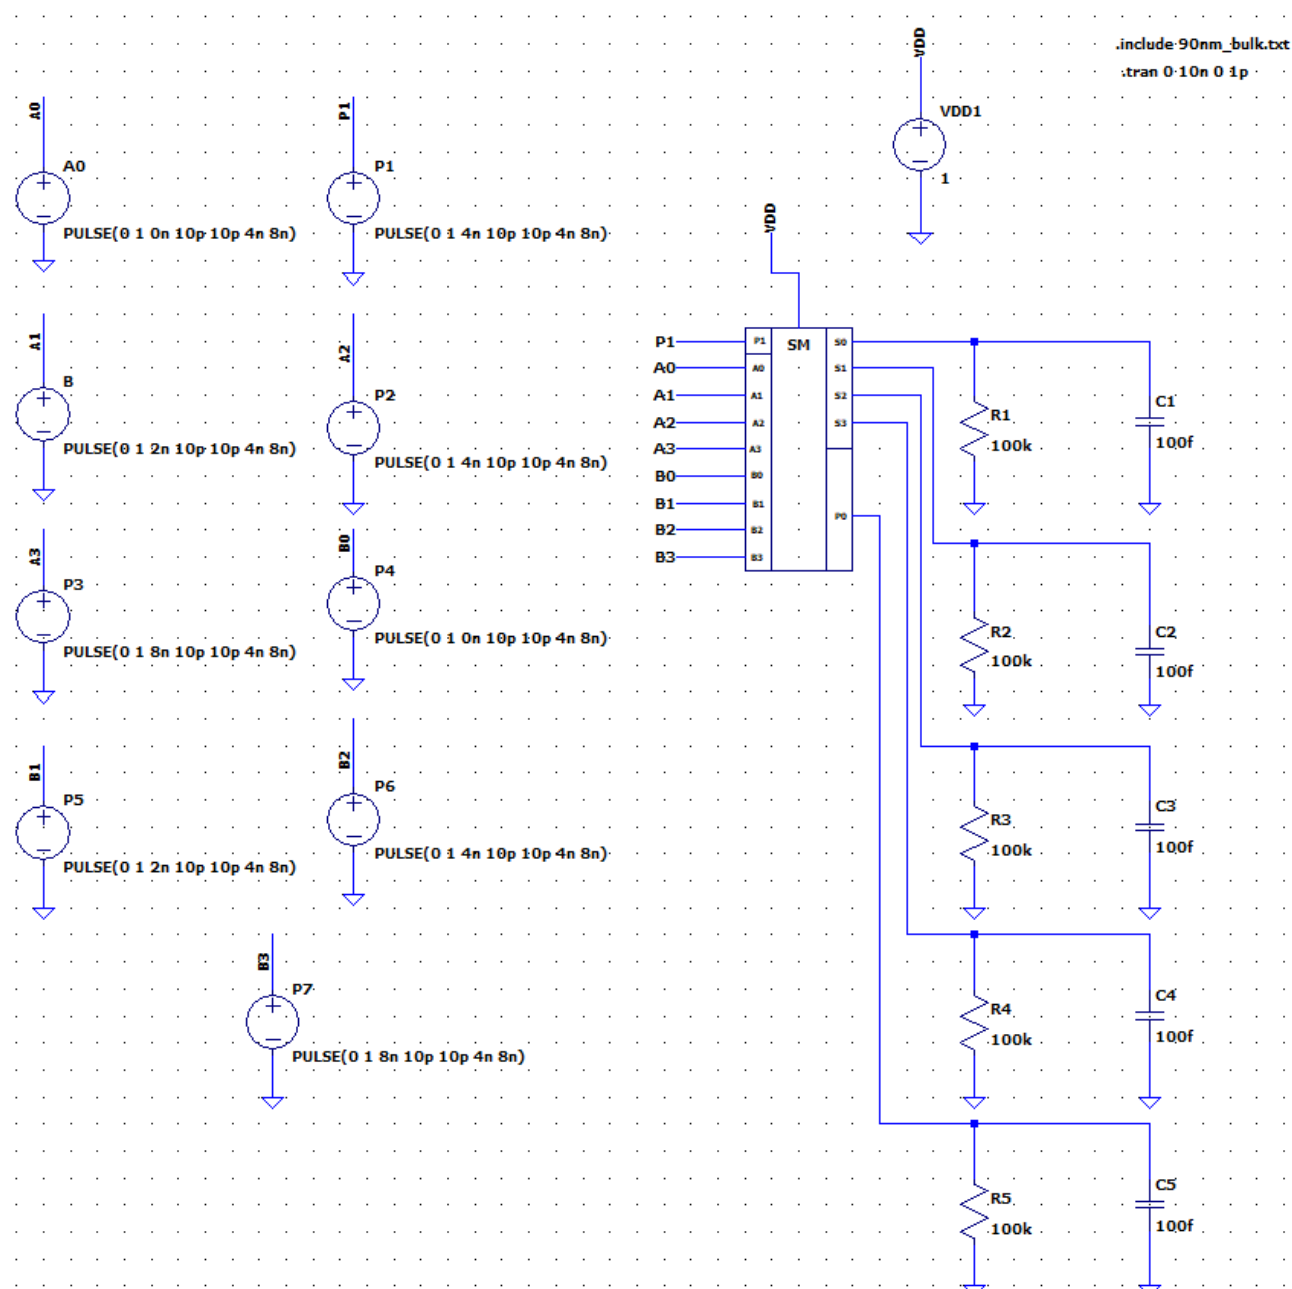 VDD
.include 90nm_bulk.txt
.tran 0 10n 0 1p
A0
P1
VDD1
1
A0
PULSE(0 1 0n 10p 10p 4n 8n)
P1
PULSE(0 1 4n 10p 10p 4n 8n)
VDD
A1
B
PULSE(0 1 2n 10p 10p 4n 8n)
A2
P2
PULSE(0 1 4n 10p 10p 4n 8n)
A3
P3
PULSE(0 1 8n 10p 10p 4n 8n)
B0
P4
PULSE(0 1 0n 10p 10p 4n 8n)
B1
P5
PULSE(0 1 2n 10p 10p 4n 8n)
B2
P6
PULSE(0 1 4n 10p 10p 4n 8n)
B3
P7
PULSE(0 1 8n 10p 10p 4n 8n)
P1
A0
A1
A2
A3
B0
B1
B2
B3
P1
A0
A1
A2
A3
B0
B1
B2
B3
SM
S0
S1
S2
S3
P0
R1
100k
C1
100f
R2
100k
C2
100f
R3
100k
C3
100f
R4
100k
C4
100f
R5
100k
C5
100f